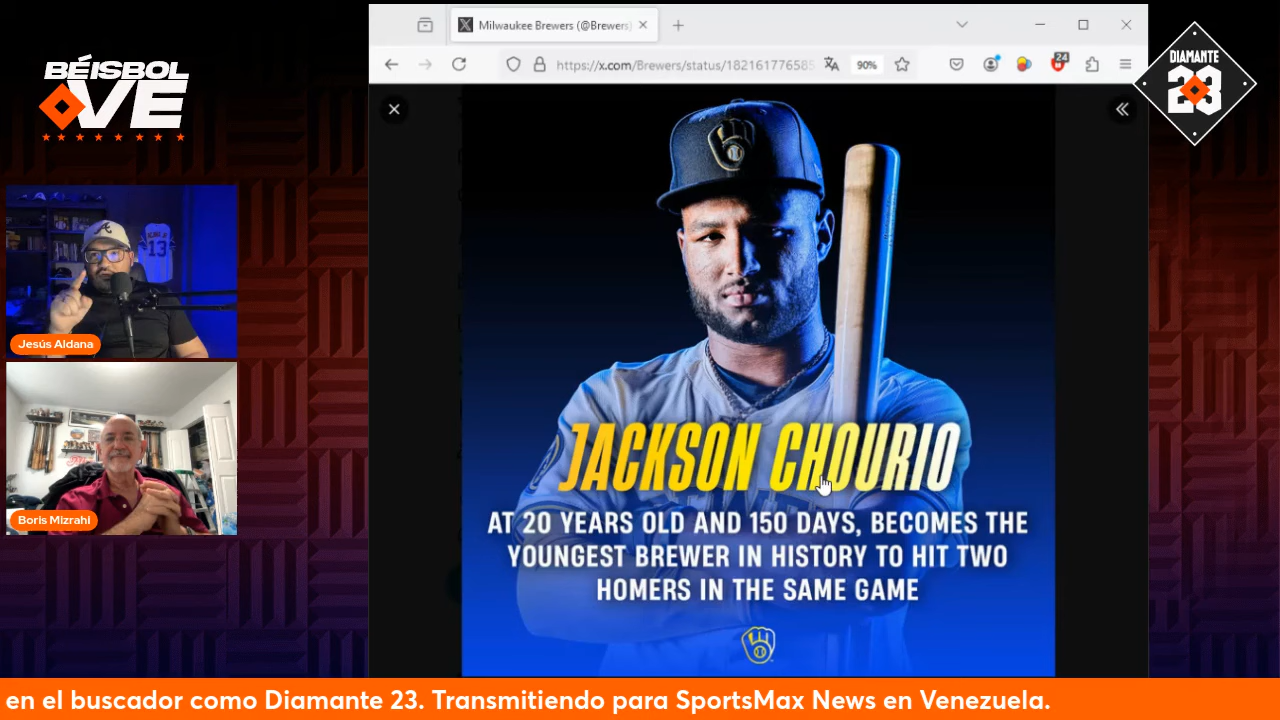 Milwaukee Brewers (@Brewers)
https://x.com/Brewers/status/182161776585
90%
24
BÉISBOL
VE
DIAMANTE
23
Jesús Aldana
Boris Mizrahi
JACKSON CHOURIO
AT 20 YEARS OLD AND 150 DAYS, BECOMES THE
YOUNGEST BREWER IN HISTORY TO HIT TWO
HOMERS IN THE SAME GAME
en el buscador como Diamante 23. Transmitiendo para SportsMax News en Venezuela.